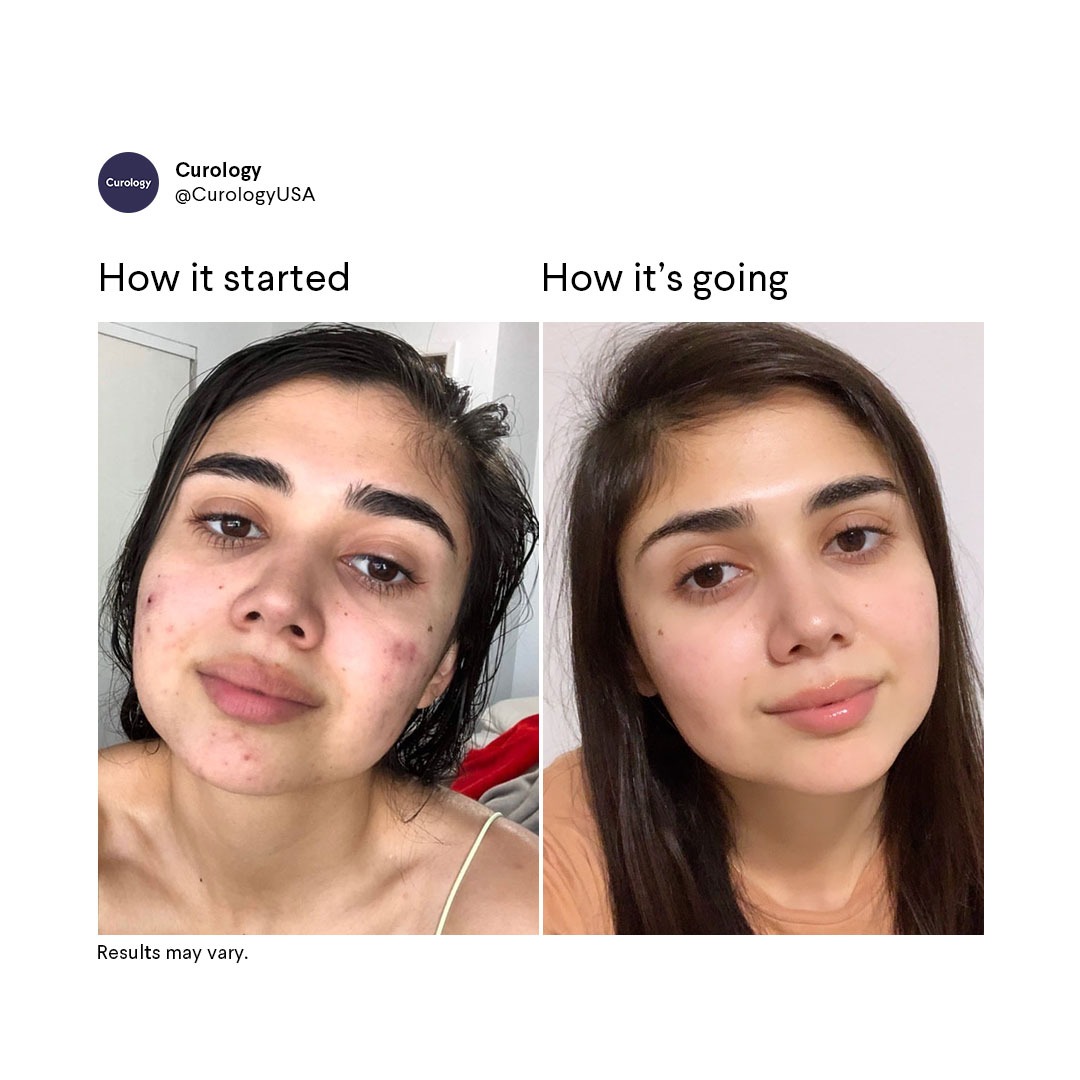 Curology
Curology
@CurologyUSA
How it started
How it's going
Results may vary.